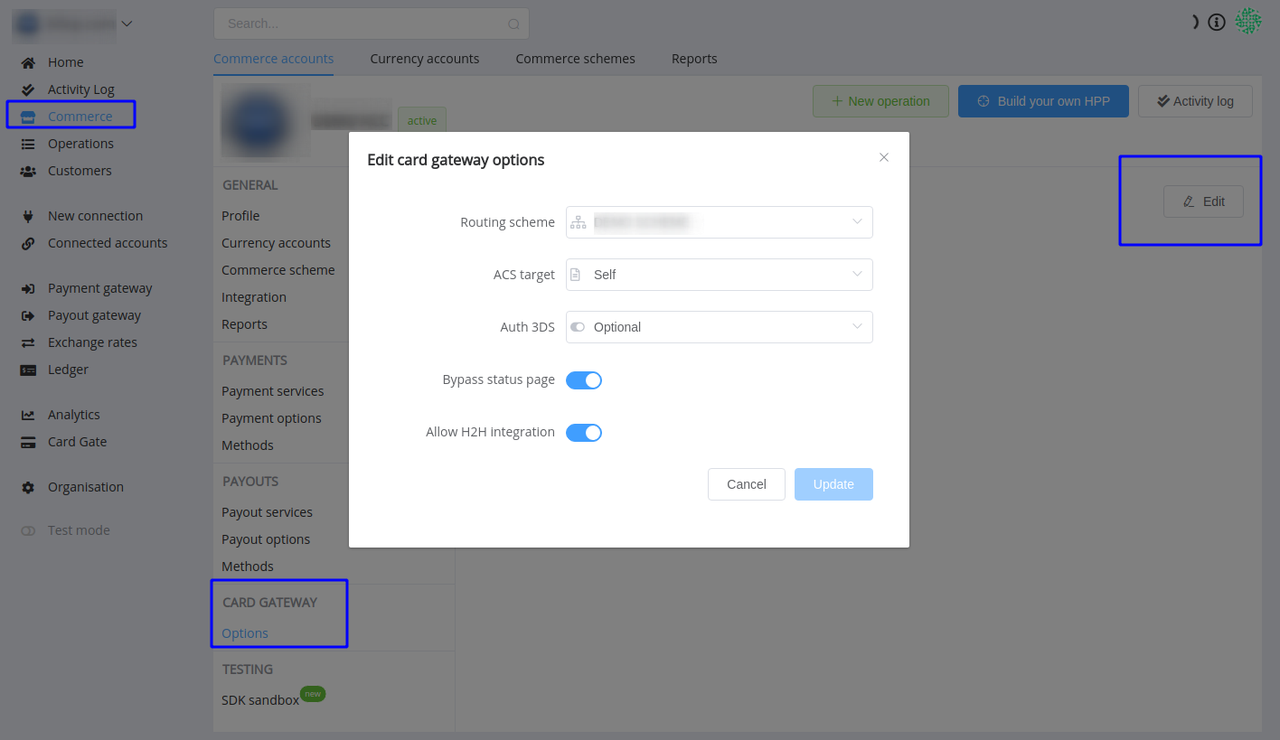 Search...
Home
Activity Log
Commerce
Operations
Customers
New connection
Connected accounts
Payment gateway
Payout gateway
Exchange rates
Ledger
Analytics
Card Gate
Organisation
Test mode
Commerce accounts Currency accounts Commerce schemes Reports
active
New operation Build your own HPP Activity log
GENERAL
Profile
Currency accounts
Commerce scheme
Integration
Reports
PAYMENTS
Payment services
Payment options
Methods
PAYOUTS
Payout services
Payout options
Methods
CARD GATEWAY
Options
TESTING
SDK sandbox new
Edit
Edit card gateway options
Routing scheme
ACS target Self
Auth 3DS Optional
Bypass status page
Allow H2H integration
Cancel Update